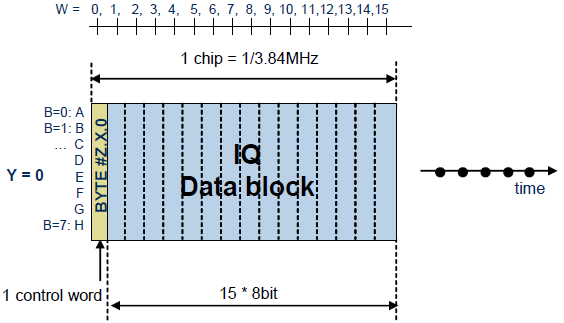 W = 0, 1, 2, 3, 4, 5, 6, 7, 8, 9, 10, 11,12,13,14,15
1 chip = 1/3.84MHz
B=0: A
B=1: B
... C
D
Y = 0
E
F
G
B=7: H
BYTE #Z.X.0
IQ
Data block
time
1 control word
15 * 8bit